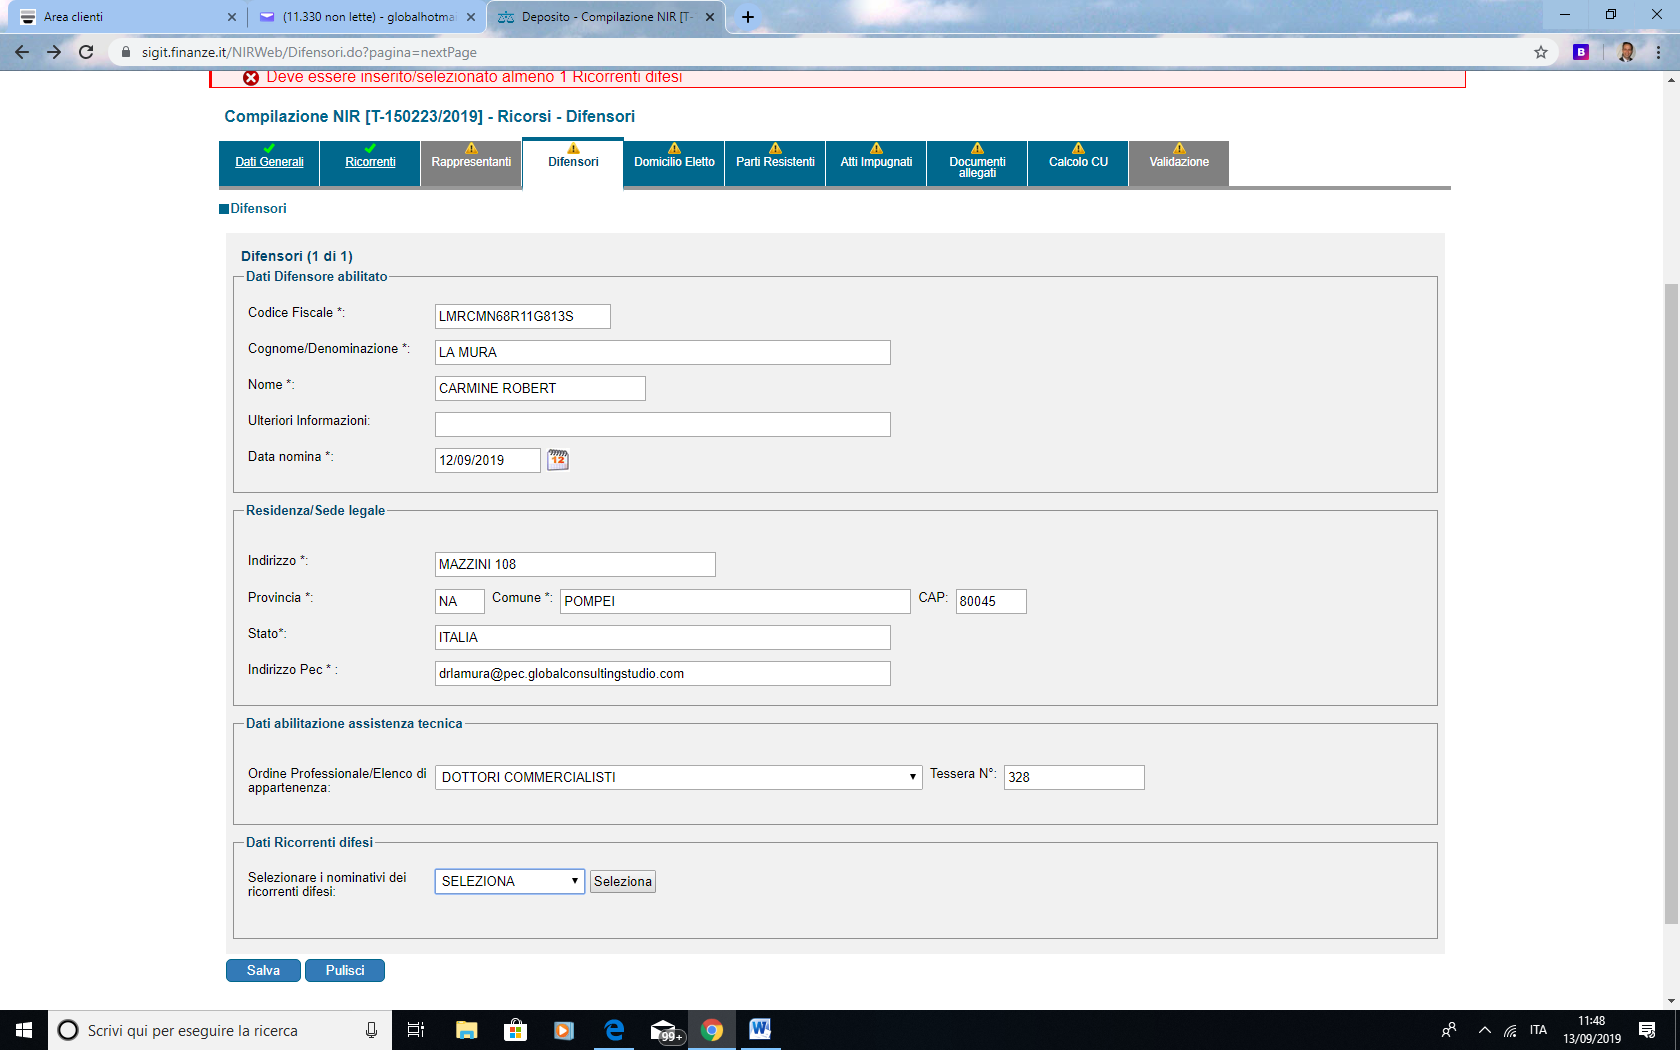 Area clienti
(11.330 non lette) - globalhotmai
Deposito - Compilazione NIR [T-
sigit.finanze.it/NIRWeb/Difensori.do?pagina=nextPage
B
Deve essere inserito/selezionato almeno 1 Ricorrenti difesi
Compilazione NIR [T-150223/2019] - Ricorsi - Difensori
Dati Generali
Ricorrenti
Rappresentanti
Difensori
Domicilio Eletto
Parti Resistenti
Atti Impugnati
Documenti
allegati
Calcolo CU
Validazione
Difensori
Difensori (1 di 1)
Dati Difensore abilitato
Codice Fiscale *: LMRCMN68R11G813S
Cognome/Denominazione *: LA MURA
Nome *: CARMINE ROBERT
Ulteriori Informazioni:
Data nomina *: 12/09/2019 12
Residenza/Sede legale
Indirizzo *: MAZZINI 108
Provincia *: NA Comune *: POMPEI CAP: 80045
Stato*: ITALIA
Indirizzo Pec * : drlamura@pec.globalconsultingstudio.com
Dati abilitazione assistenza tecnica
Ordine Professionale/Elenco di
appartenenza:
DOTTORI COMMERCIALISTI Tessera N°: 328
Dati Ricorrenti difesi
Selezionare i nominativi dei
ricorrenti difesi:
SELEZIONA Seleziona
Salva Pulisci
Scrivi qui per eseguire la ricerca
99+
W
ITA
11:48
13/09/2019